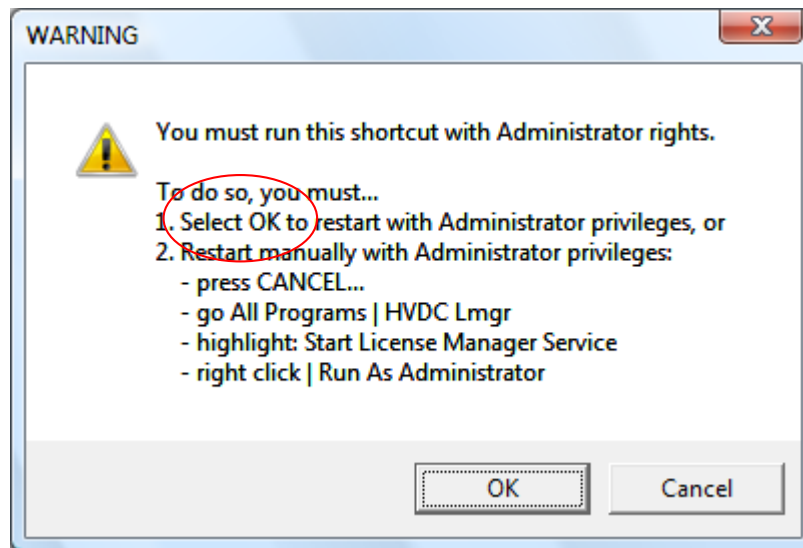 WARNING
You must run this shortcut with Administrator rights.
To do so, you must...
1. Select OK to restart with Administrator privileges, or
2. Restart manually with Administrator privileges:
- press CANCEL...
- go All Programs | HVDC Lmgr
- highlight: Start License Manager Service
- right click | Run As Administrator
OK
Cancel